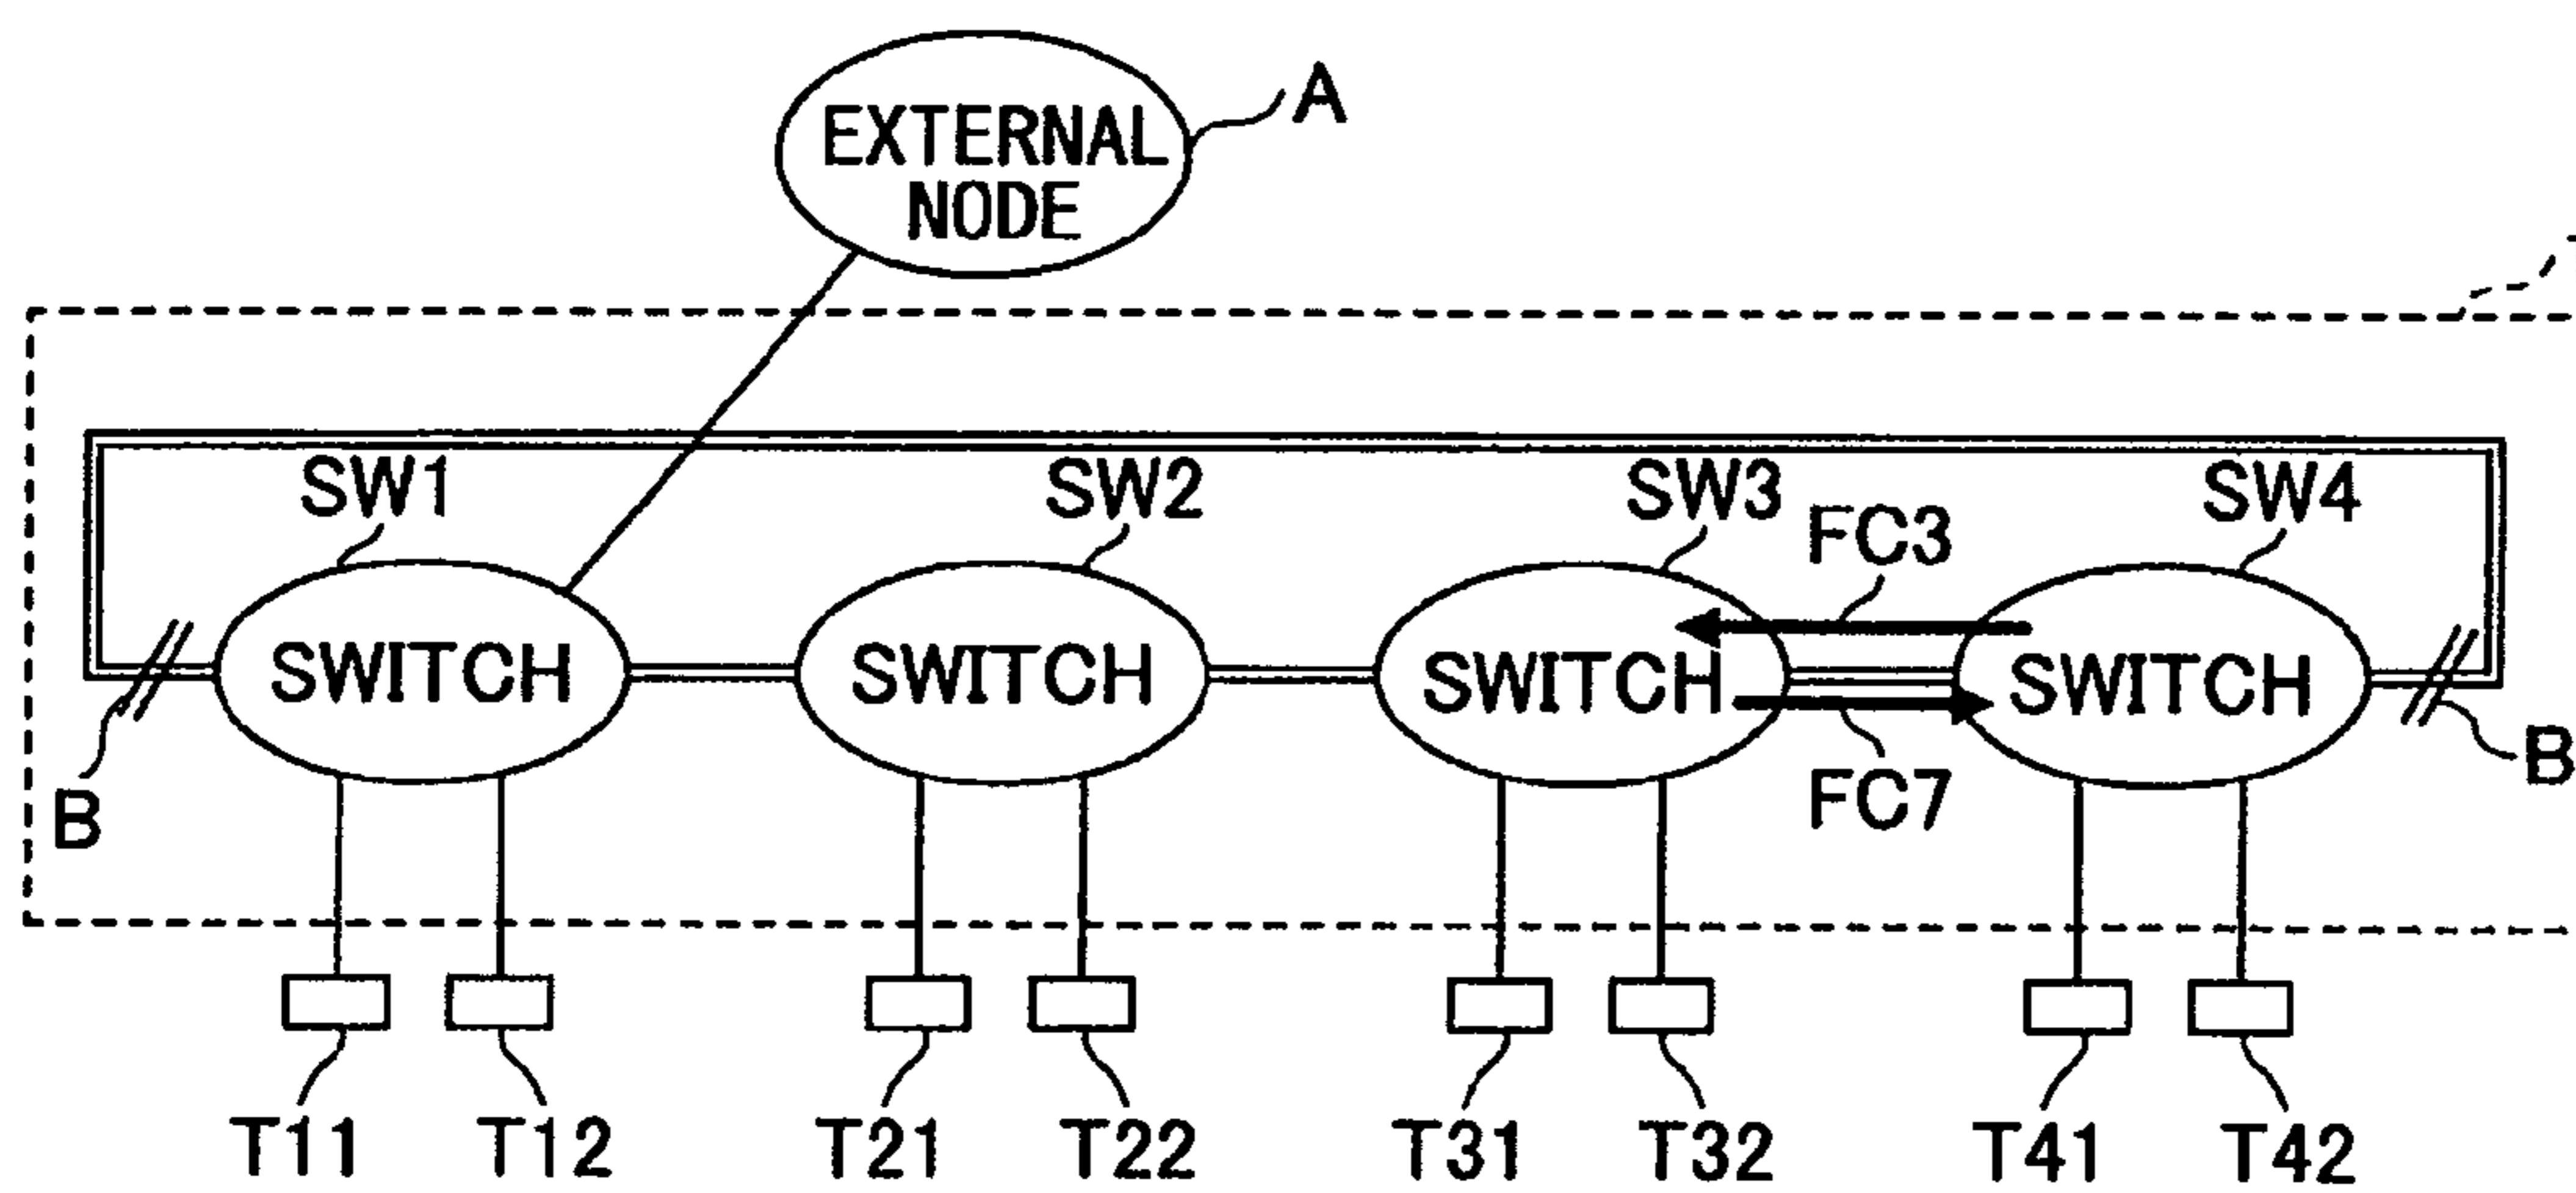 EXTERNAL
NODE
A
SW1
SW2
SW3
FC3
SW4
SWITCH
SWITCH
SWITCH
SWITCH
B
FC7
B
T11
T12
T21
T22
T31
T32
T41
T42